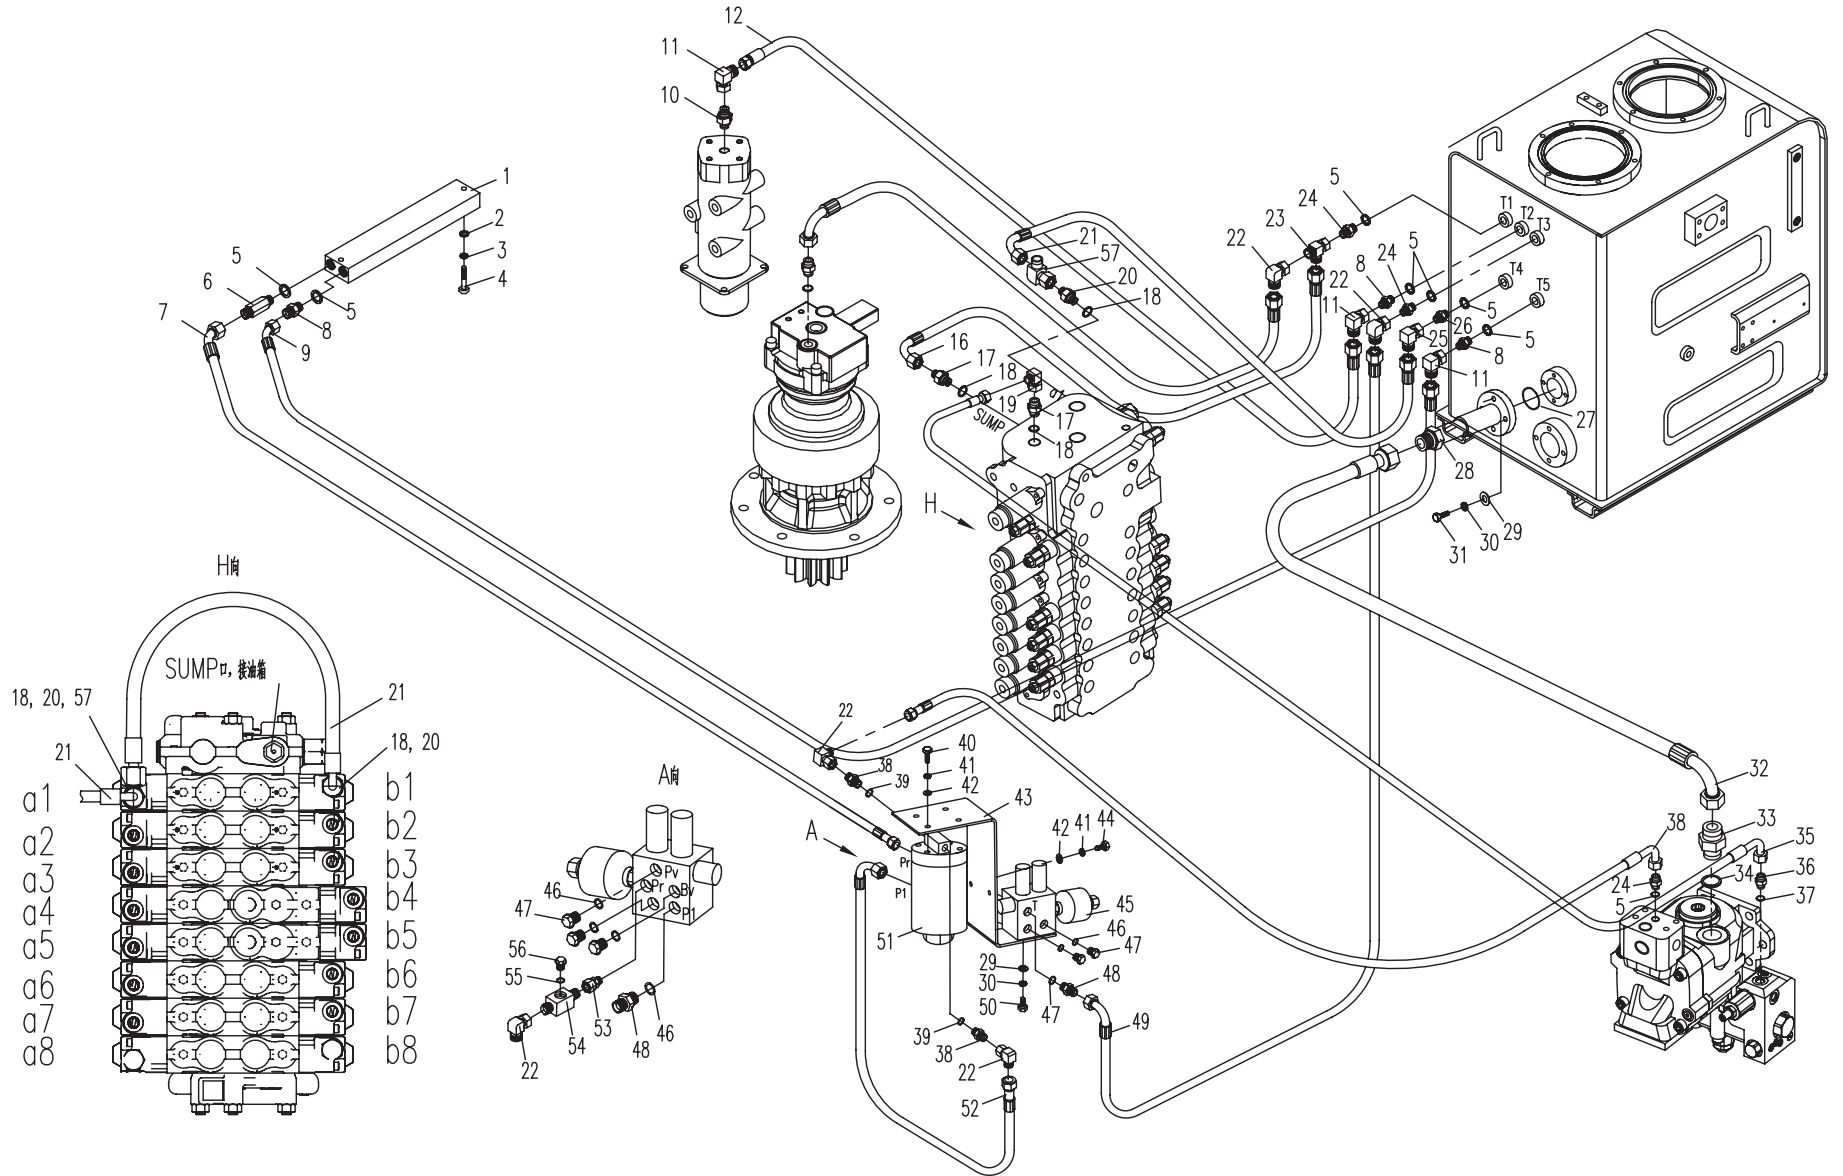 12
11
10
1
2
3
4
5
6
7
5
8
9
5
24
23
22
T1
T2
T3
T4
T5
21
57
20
18
5
8
24
22
11
5
26
25
5
8
11
16
17
18
19
17
18
SUMP
27
28
29
30
31
H
H向
SUMP口，接油箱
18, 20, 57
21
21
18, 20
a1
b1
a2
b2
a3
b3
a4
b4
a5
b5
a6
b6
a7
b7
a8
b8
22
38
39
40
41
42
43
A
A向
Pr
P1
42
41
44
T
45
46
47
51
29
30
50
47
48
49
39
38
22
52
Pv
Pr
Bv
P1
46
47
56
55
53
54
48
46
22
32
33
38
35
24
34
36
5
37